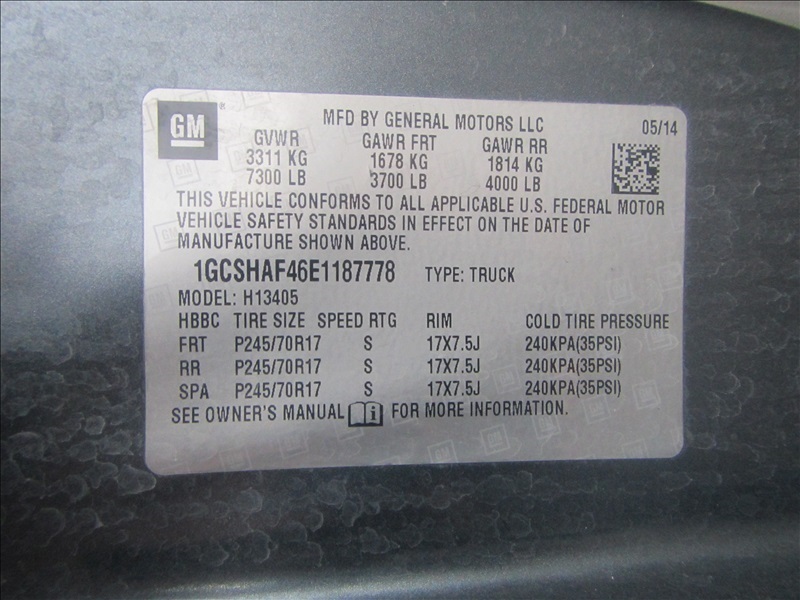 GM ®
MFD BY GENERAL MOTORS LLC 05/14
GVWR GAWR FRT GAWR RR
3311 KG 1678 KG 1814 KG
7300 LB 3700 LB 4000 LB
THIS VEHICLE CONFORMS TO ALL APPLICABLE U.S. FEDERAL MOTOR
VEHICLE SAFETY STANDARDS IN EFFECT ON THE DATE OF
MANUFACTURE SHOWN ABOVE.
1GCSHAF46E1187778 TYPE: TRUCK
MODEL: H13405
HBBC TIRE SIZE SPEED RTG RIM COLD TIRE PRESSURE
FRT P245/70R17 S 17X7.5J 240KPA(35PSI)
RR P245/70R17 S 17X7.5J 240KPA(35PSI)
SPA P245/70R17 S 17X7.5J 240KPA(35PSI)
SEE OWNER'S MANUAL FOR MORE INFORMATION.